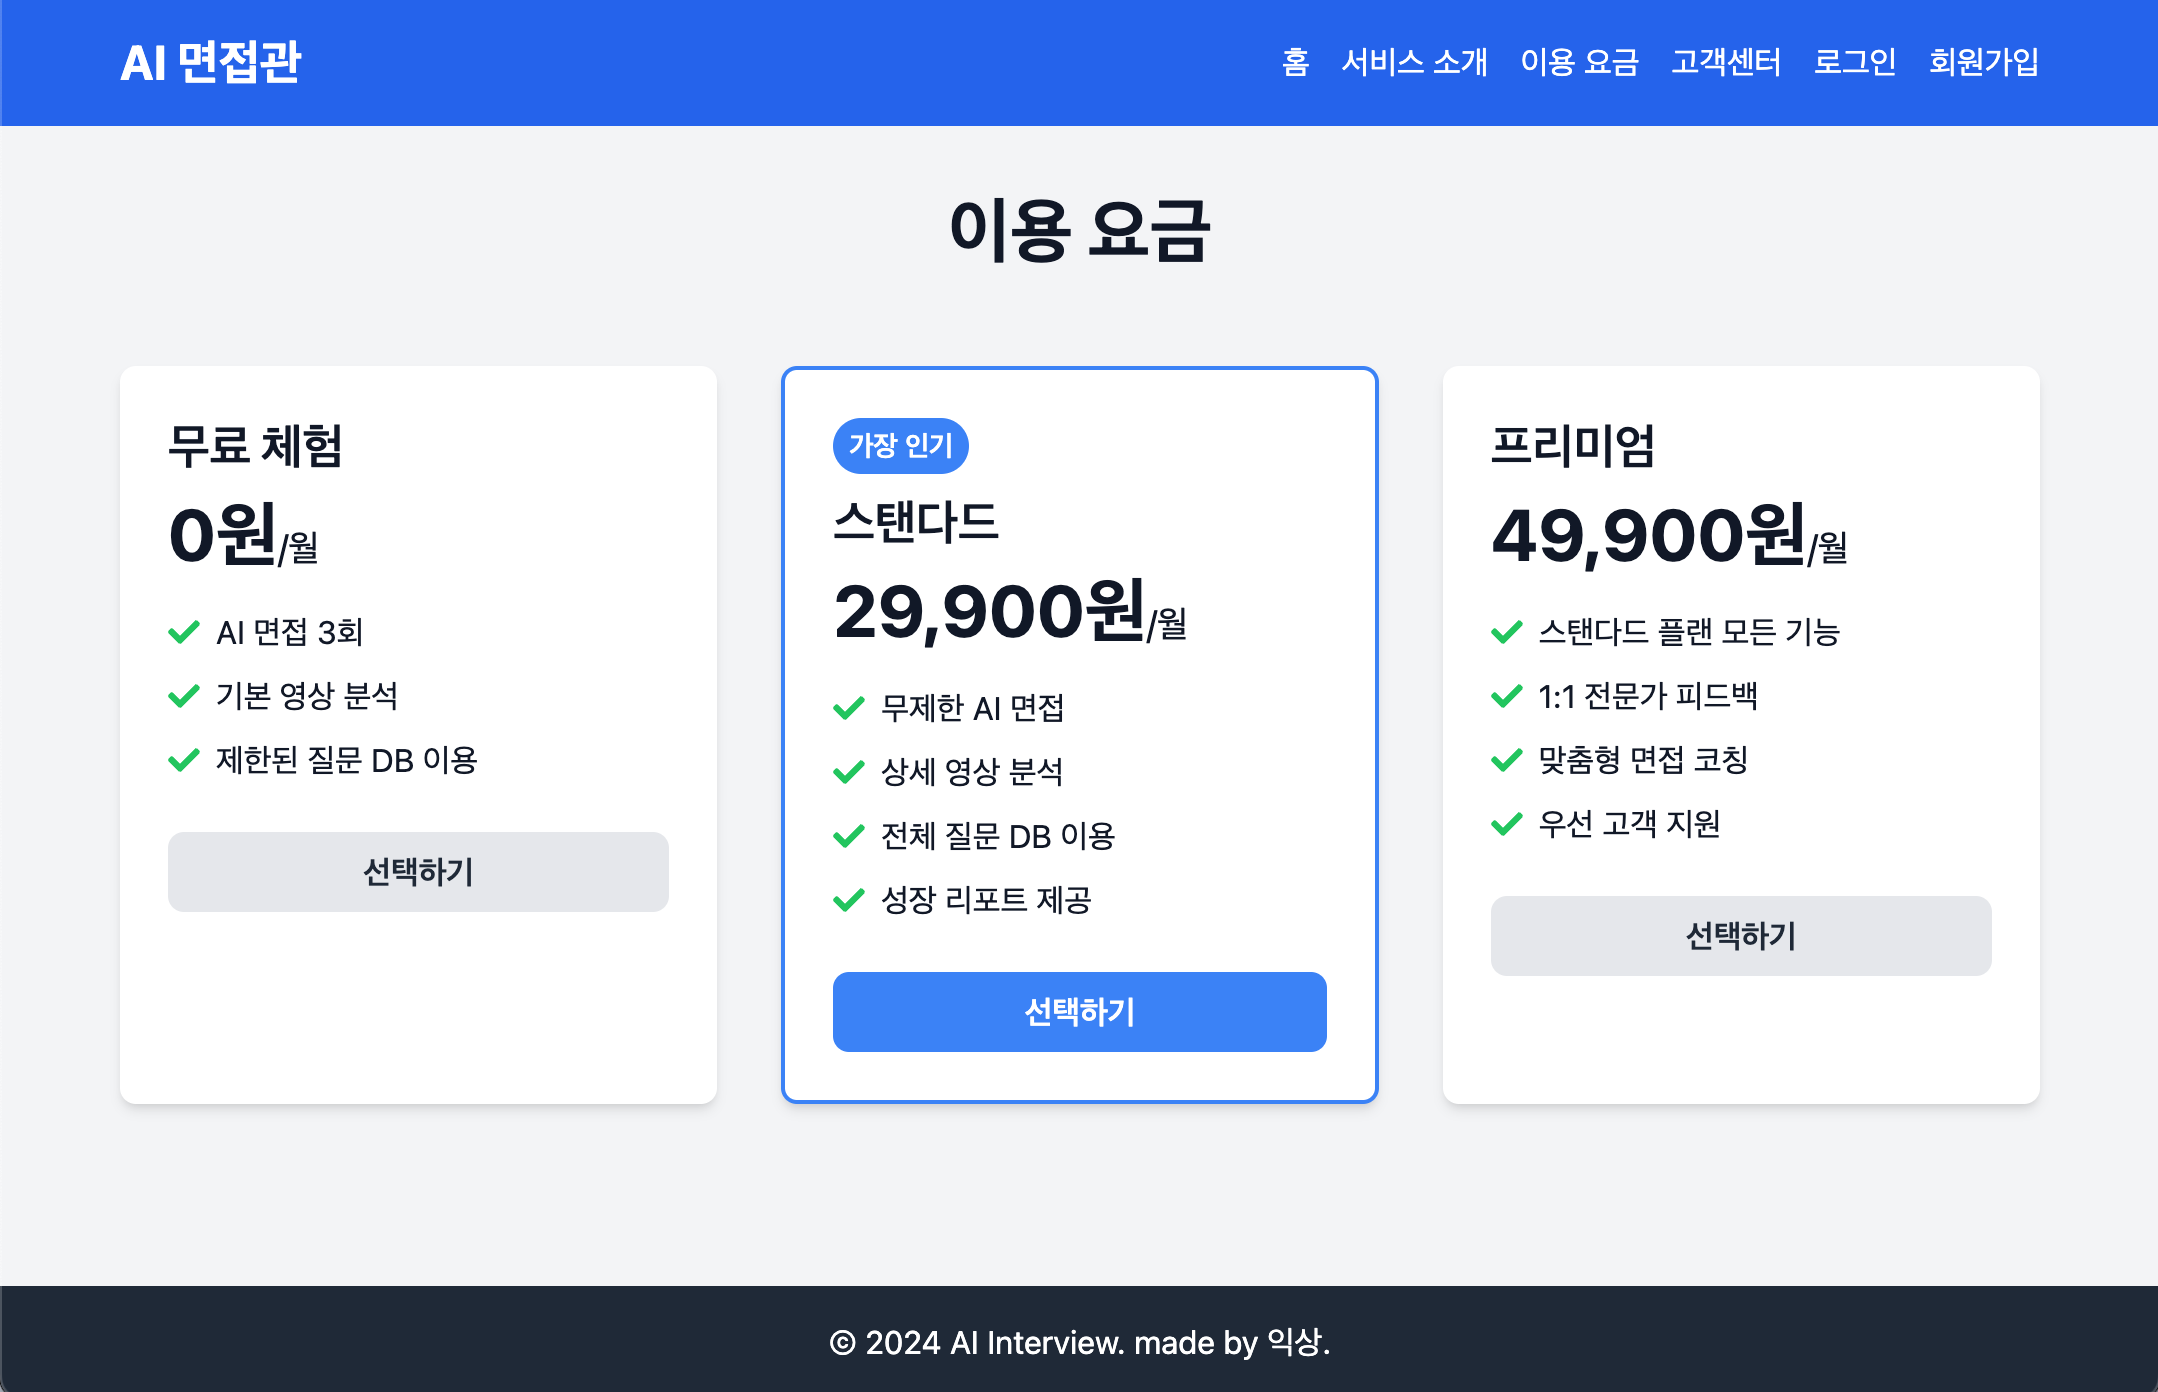 AI 면접관
홈 서비스 소개 이용 요금 고객센터 로그인 회원가입
이용 요금
무료 체험
0원/월
AI 면접 3회
기본 영상 분석
제한된 질문 DB 이용
선택하기
가장 인기
스탠다드
29,900원/월
무제한 AI 면접
상세 영상 분석
전체 질문 DB 이용
성장 리포트 제공
선택하기
프리미엄
49,900원/월
스탠다드 플랜 모든 기능
1:1 전문가 피드백
맞춤형 면접 코칭
우선 고객 지원
선택하기
© 2024 AI Interview. made by 익상.